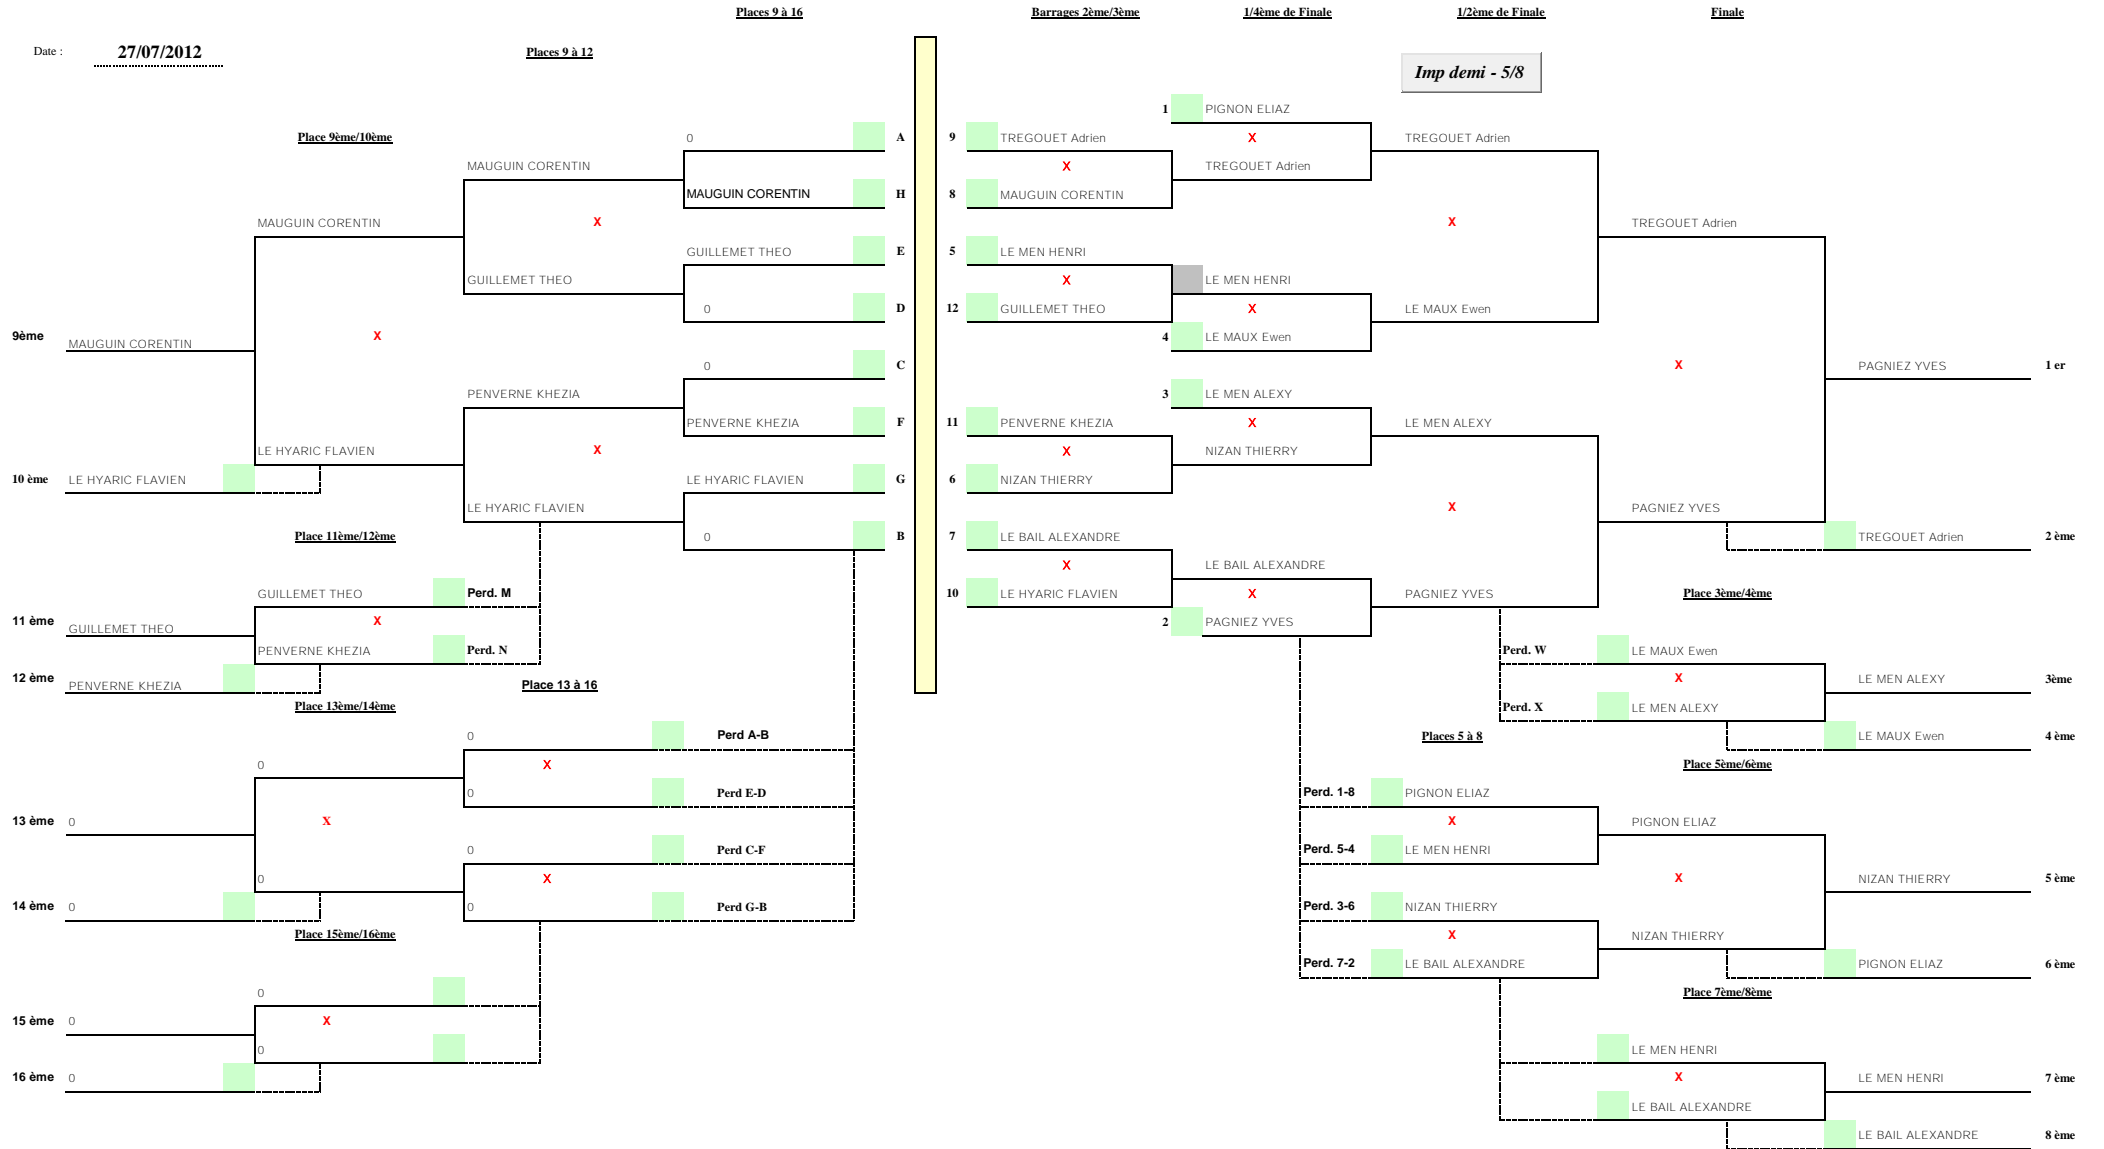 Places 9 à 16 Barrages 2ème/3ème 1/4ème de Finale 1/2ème de Finale Finale
Date : 27/07/2012 Places 9 à 12
Imp demi - 5/8
1 PIGNON ELIAZ
Place 9ème/10ème 0 A 9 TREGOUET Adrien X TREGOUET Adrien
MAUGUIN CORENTIN X TREGOUET Adrien
MAUGUIN CORENTIN H 8 MAUGUIN CORENTIN
MAUGUIN CORENTIN X X TREGOUET Adrien
GUILLEMET THEO E 5 LE MEN HENRI
GUILLEMET THEO X LE MEN HENRI
0 D 12 GUILLEMET THEO X LE MAUX Ewen
9ème MAUGUIN CORENTIN X 4 LE MAUX Ewen
0 C X PAGNIEZ YVES 1 er
PENVERNE KHEZIA 3 LE MEN ALEXY
PENVERNE KHEZIA F 11 PENVERNE KHEZIA X LE MEN ALEXY
LE HYARIC FLAVIEN X X NIZAN THIERRY
10 ème LE HYARIC FLAVIEN LE HYARIC FLAVIEN G 6 NIZAN THIERRY
LE HYARIC FLAVIEN X PAGNIEZ YVES
Place 11ème/12ème 0 B 7 LE BAIL ALEXANDRE TREGOUET Adrien 2 ème
X LE BAIL ALEXANDRE
GUILLEMET THEO Perd. M 10 LE HYARIC FLAVIEN X PAGNIEZ YVES Place 3ème/4ème
11 ème GUILLEMET THEO X 2 PAGNIEZ YVES
PENVERNE KHEZIA Perd. N Perd. W LE MAUX Ewen
12 ème PENVERNE KHEZIA Place 13 à 16 X LE MEN ALEXY 3ème
Place 13ème/14ème Perd. X LE MEN ALEXY
0 Perd A-B Places 5 à 8 LE MAUX Ewen 4 ème
0 X Place 5ème/6ème
0 Perd E-D Perd. 1-8 PIGNON ELIAZ
13 ème 0 X X PIGNON ELIAZ
0 Perd C-F Perd. 5-4 LE MEN HENRI
0 X X NIZAN THIERRY 5 ème
14 ème 0 0 Perd G-B Perd. 3-6 NIZAN THIERRY
Place 15ème/16ème X NIZAN THIERRY
Perd. 7-2 LE BAIL ALEXANDRE PIGNON ELIAZ 6 ème
0 Place 7ème/8ème
15 ème 0 X
0 LE MEN HENRI
16 ème 0 X LE MEN HENRI 7 ème
LE BAIL ALEXANDRE
LE BAIL ALEXANDRE 8 ème